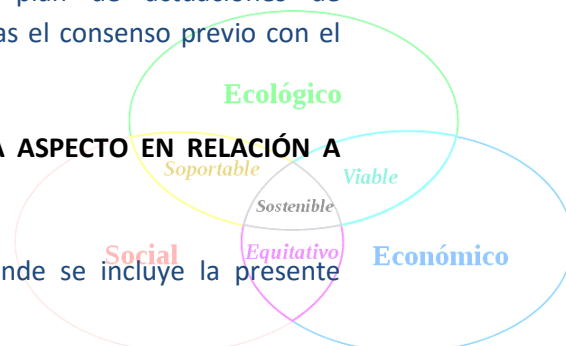 plan de actuaciones de
as el consenso previo con el
Ecológico
A ASPECTO EN RELACIÓN A
Soportable
Viable
Sostenible
Social
Equitativo
Económico
nde se incluye la presente